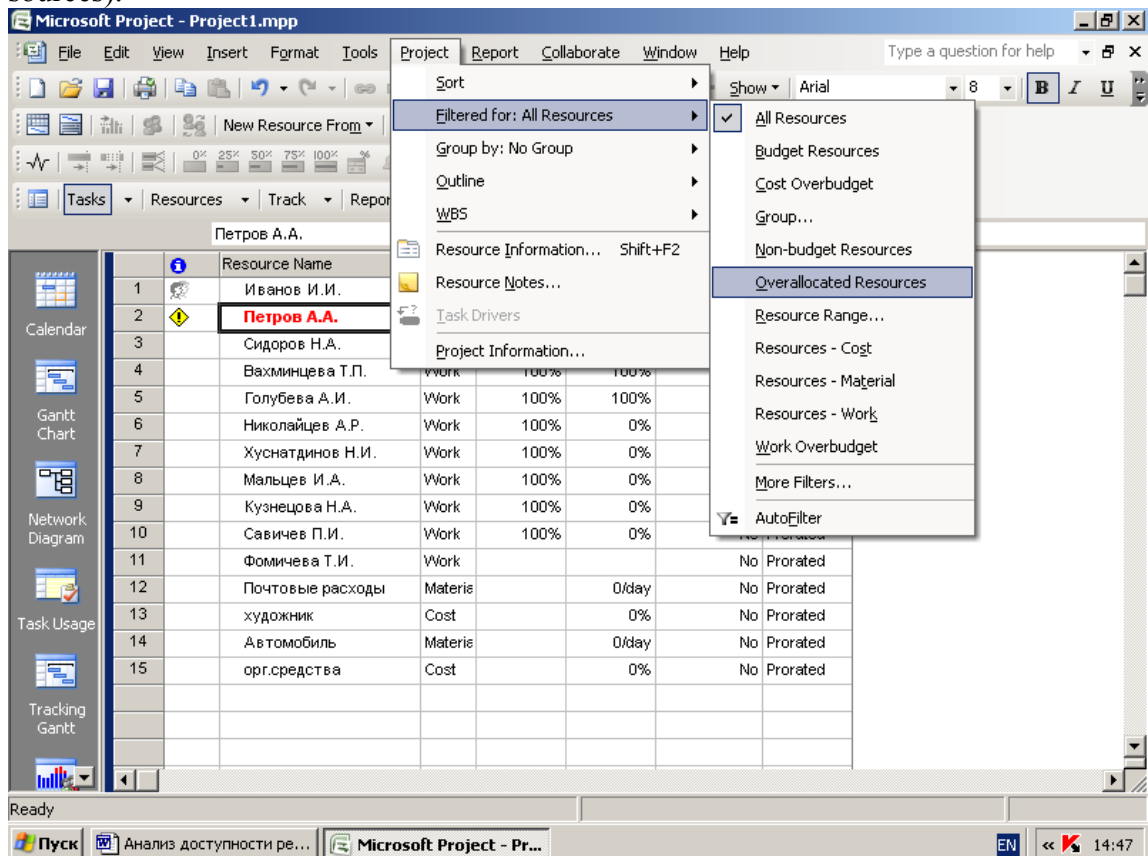 sources).
Microsoft Project - Project1.mpp
File Edit View Insert Format Tools Project Report Collaborate Window Help Type a question for help
Show Arial 8 B I U
New Resource From
0% 25% 50% 75% 100%
Tasks Resources Track Repor
Петров А.А.
Sort
Filtered for: All Resources
Group by: No Group
Outline
WBS
Resource Information... Shift+F2
Resource Notes...
Task Drivers
Project Information...
All Resources
Budget Resources
Cost Overbudget
Group...
Non-budget Resources
Overallocated Resources
Resource Range...
Resources - Cost
Resources - Material
Resources - Work
Work Overbudget
More Filters...
AutoFilter
Calendar
Gantt Chart
Network Diagram
Task Usage
Tracking Gantt
Resource Name
1 Иванов И.И.
2 Петров А.А.
3 Сидоров Н.А.
4 Вахминцева Т.П. Work 100% 100%
5 Голубева А.И. Work 100% 100%
6 Николайцев А.Р. Work 100% 0%
7 Хуснатдинов Н.И. Work 100% 0%
8 Мальцев И.А. Work 100% 0%
9 Кузнецова Н.А. Work 100% 0%
10 Савичев П.И. Work 100% 0% No Prorated
11 Фомичева Т.И. Work No Prorated
12 Почтовые расходы Materia 0/day No Prorated
13 художник Cost 0% No Prorated
14 Автомобиль Materia 0/day No Prorated
15 орг.средства Cost 0% No Prorated
Ready
Пуск Анализ доступности ре... Microsoft Project - Pr... EN « 14:47